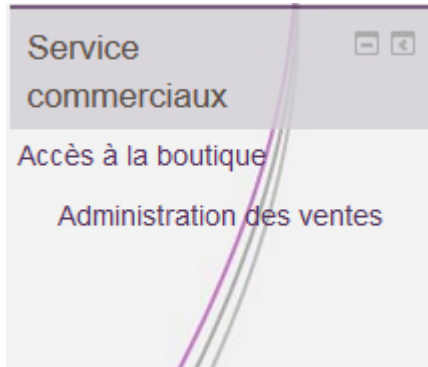 Service
commerciaux
Accès à la boutique
Administration des ventes